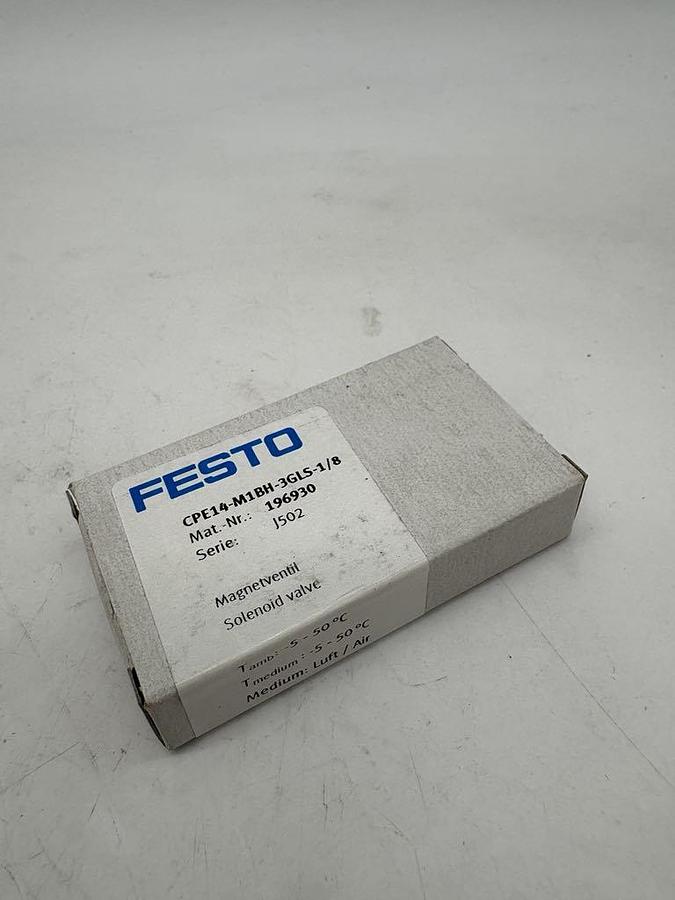 FESTO
CPE14-M1BH-3GLS-1/8
Mat.-Nr.: 196930
Serie: J502
Magnetventil
Solenoid valve
Tamb: -5 - 50 °C
Tmedium : -5 - 50 °C
Medium: Luft / Air